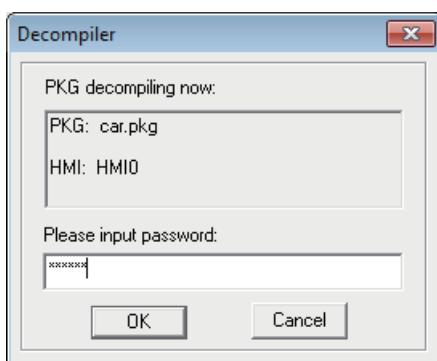 Decompiler
PKG decompiling now:
PKG: car.pkg
HMI: HMI0
Please input password:
******
OK
Cancel